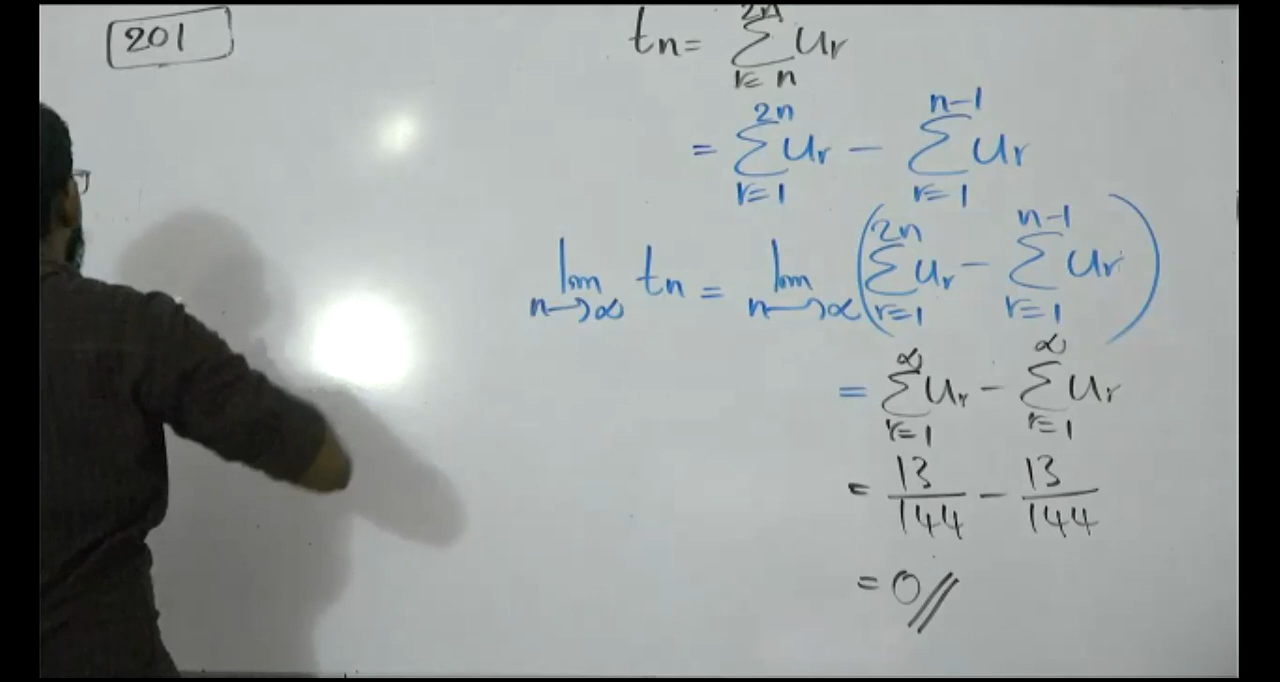 201
tn = 2n ∑ r=n ur
= 2n ∑ r=1 ur − n-1 ∑ r=1 ur
lim n→∞ tn = lim n→∞ ( 2n ∑ r=1 ur − n-1 ∑ r=1 ur )
= ∞ ∑ r=1 ur − ∞ ∑ r=1 ur
= 13/144 − 13/144
= 0//